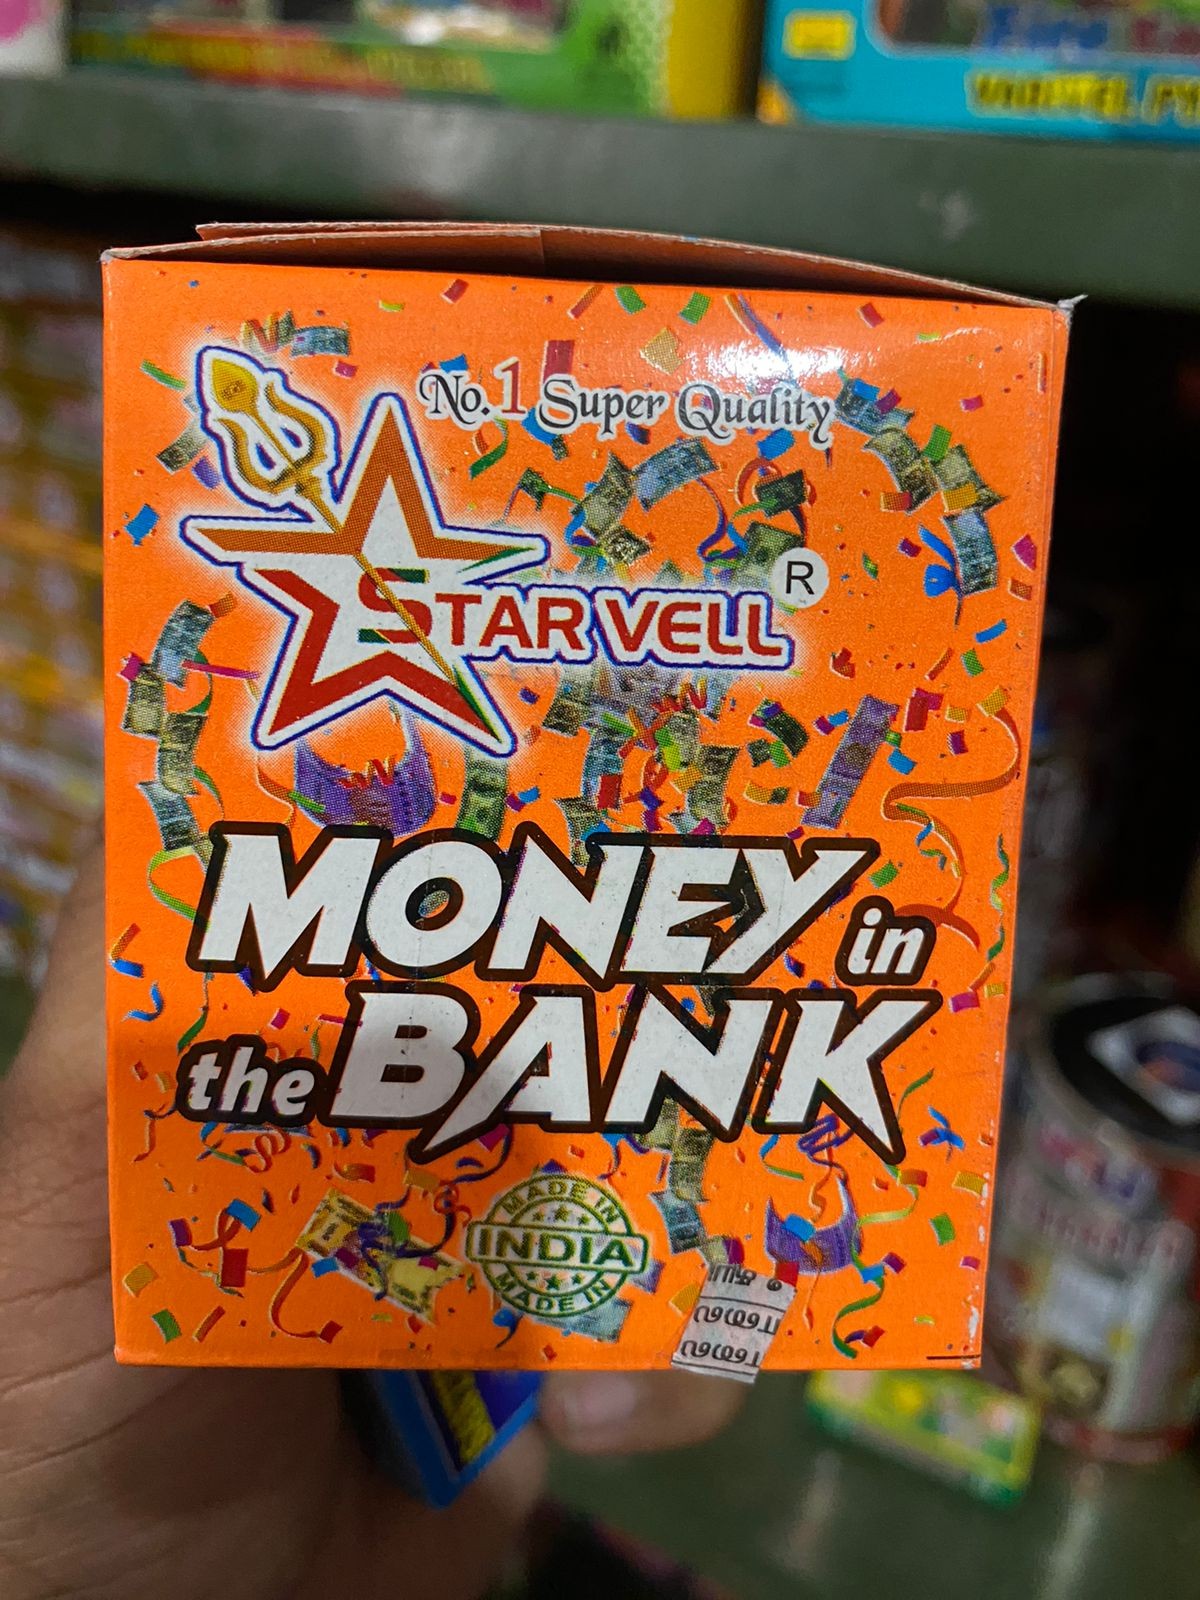 No. 1 Super Quality
STAR VELL
R
MONEY in
the BANK
MADE IN
INDIA
MADE IN